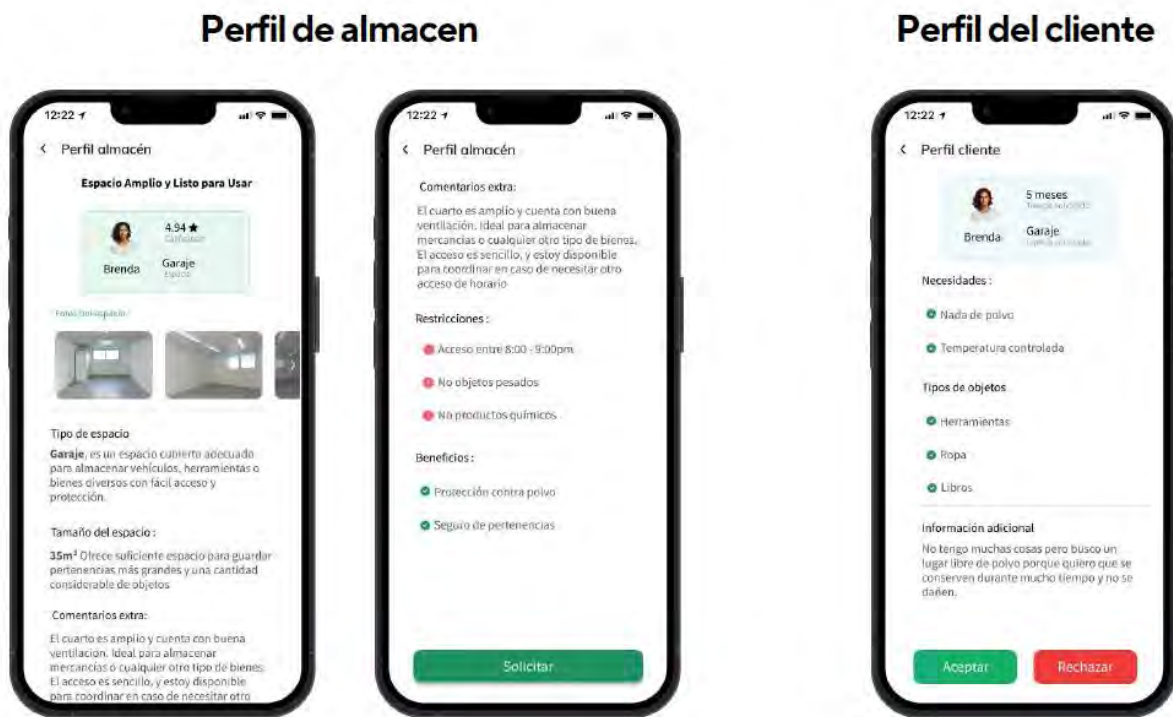 Perfil de almacen
Perfil del cliente
12:22
Perfil almacén
Espacio Amplio y Listo para Usar
4.94 ★
Brenda
Garaje
Espacio
Fotos del espacio :
Tipo de espacio
Garaje, es un espacio cubierto adecuado
para almacenar vehículos, herramientas o
bienes diversos con fácil acceso y
protección.
Tamaño del espacio :
35m² Ofrece suficiente espacio para guardar
pertenencias más grandes y una cantidad
considerable de objetos
Comentarios extra:
El cuarto es amplio y cuenta con buena
ventilación. Ideal para almacenar
mercancías o cualquier otro tipo de bienes.
El acceso es sencillo, y estoy disponible
para coordinar en caso de necesitar otro
12:22
Perfil almacén
Comentarios extra:
El cuarto es amplio y cuenta con buena
ventilación. Ideal para almacenar
mercancías o cualquier otro tipo de bienes.
El acceso es sencillo, y estoy disponible
para coordinar en caso de necesitar otro
acceso de horario
Restricciones :
Acceso entre 8:00 - 9:00pm
No objetos pesados
No productos químicos
Beneficios :
Protección contra polvo
Seguro de pertenencias
Solicitar
12:22
Perfil cliente
5 meses
Brenda
Garaje
Necesidades :
Nada de polvo
Temperatura controlada
Tipos de objetos
Herramientas
Ropa
Libros
Información adicional
No tengo muchas cosas pero busco un
lugar libre de polvo porque quiero que se
conserven durante mucho tiempo y no se
dañen.
Aceptar
Rechazar